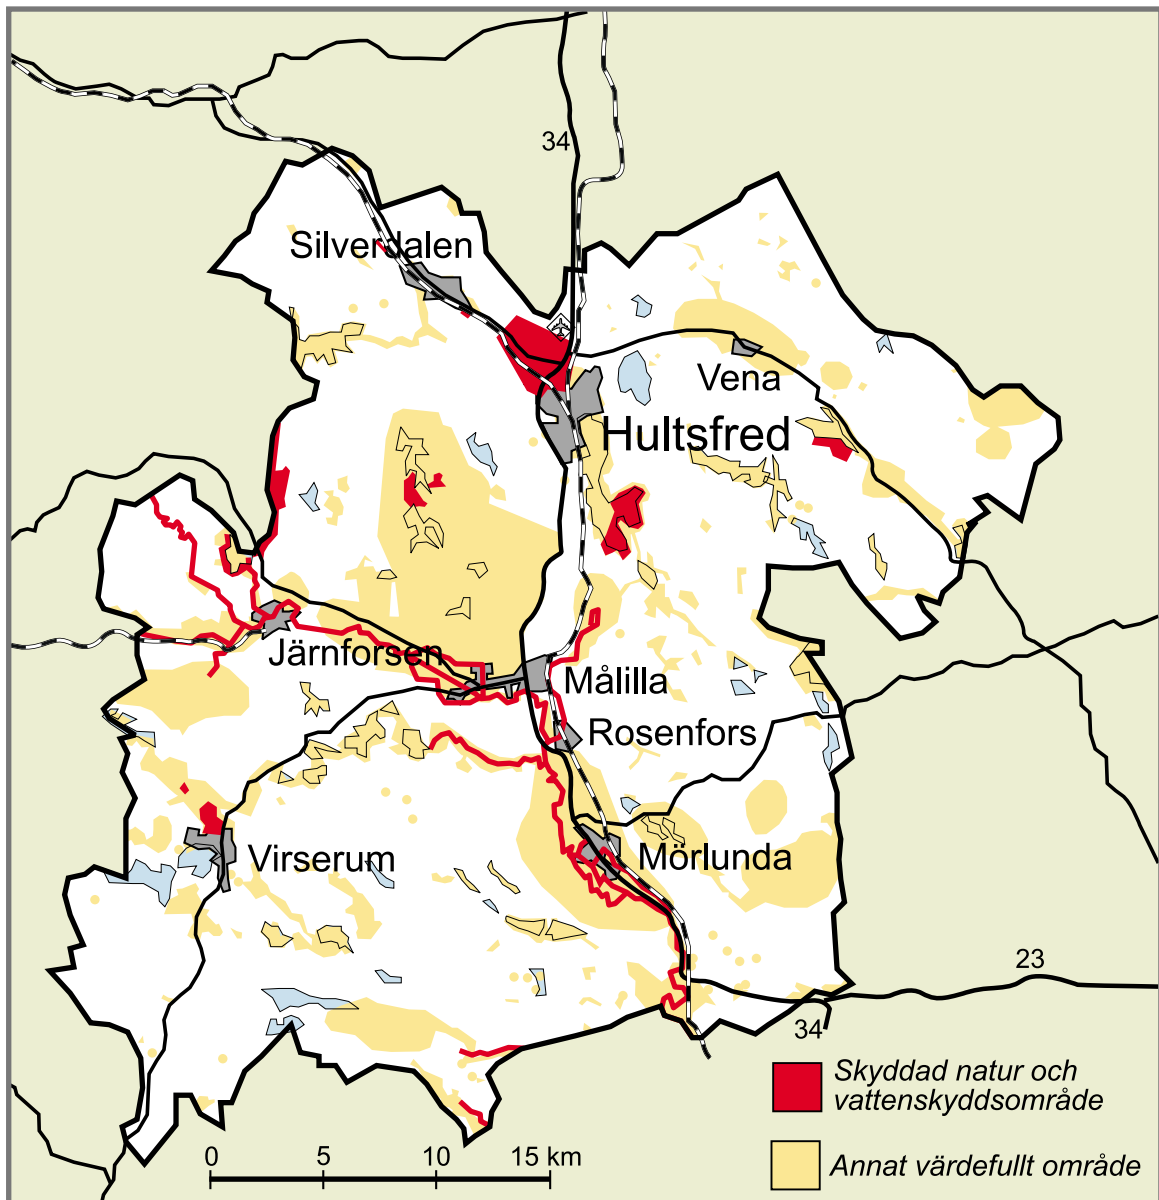 34
Silverdalen
Vena
Hultsfred
Järnforsen
Målilla
Rosenfors
Virserum
Mörlunda
23
34
Skyddad natur och
vattenskyddsområde
Annat värdefullt område
0 5 10 15 km